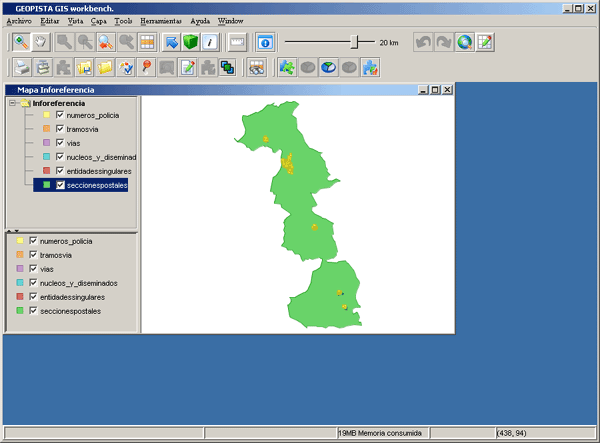 GEOPISTA GIS workbench.
Archivo Editar Vista Capa Tools Herramientas Ayuda Window
20 km
Mapa Inforeferencia
Inforeferencia
numeros_policia
tramosvia
vias
nucleos_y_diseminad
entidadessingulares
seccionespostales
numeros_policia
tramosvia
vias
nucleos_y_diseminados
entidadessingulares
seccionespostales
19MB Memoria consumida
(438, 94)